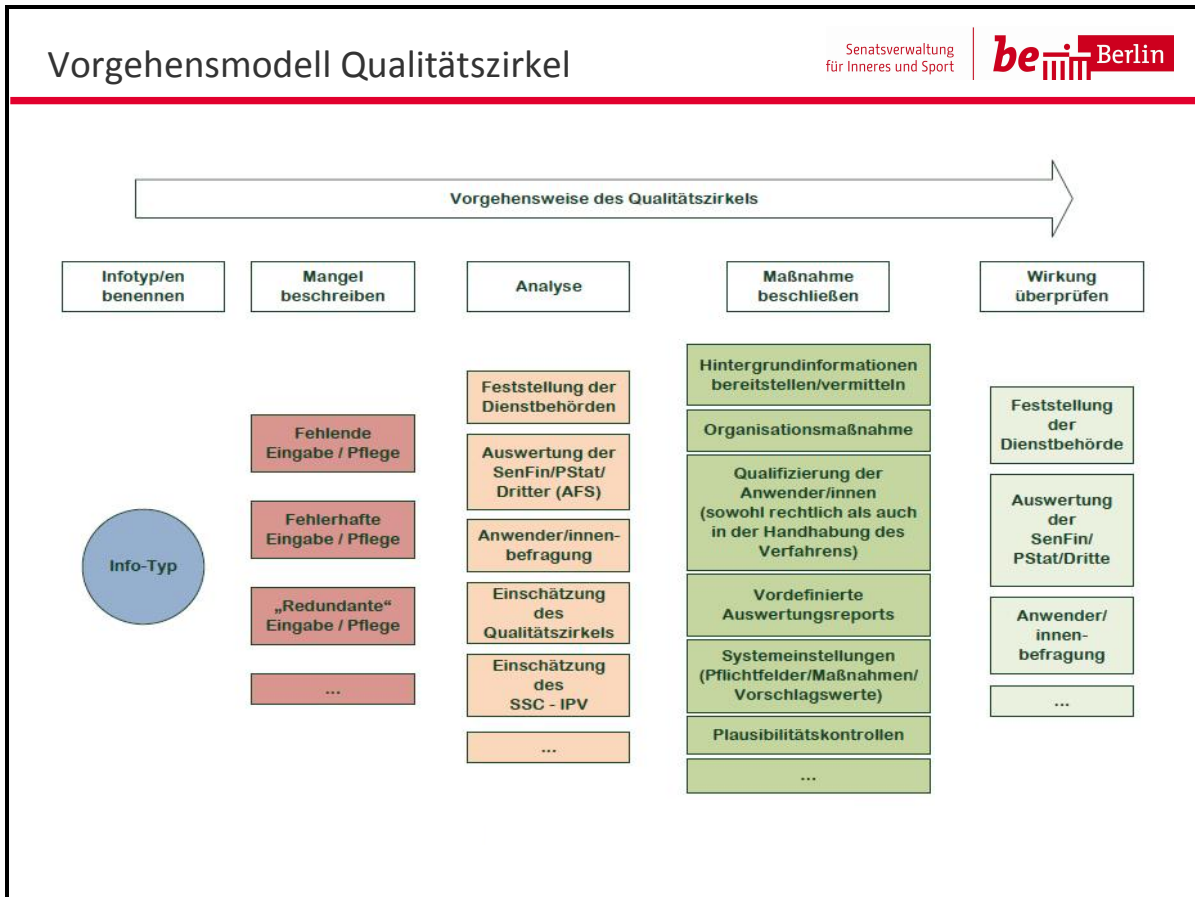 Vorgehensmodell Qualitätszirkel
Senatsverwaltung
für Inneres und Sport
be Berlin
Vorgehensweise des Qualitätszirkels
Infotyp/en
benennen
Mangel
beschreiben
Analyse
Maßnahme
beschließen
Wirkung
überprüfen
Info-Typ
Fehlende
Eingabe / Pflege
Fehlerhafte
Eingabe / Pflege
„Redundante“
Eingabe / Pflege
...
Feststellung der
Dienstbehörden
Auswertung der
SenFin/PStat/
Dritter (AFS)
Anwender/innen-
befragung
Einschätzung
des
Qualitätszirkels
Einschätzung
des
SSC - IPV
...
Hintergrundinformationen
bereitstellen/vermitteln
Organisationsmaßnahme
Qualifizierung der
Anwender/innen
(sowohl rechtlich als auch
in der Handhabung des
Verfahrens)
Vordefinierte
Auswertungsreports
Systemeinstellungen
(Pflichtfelder/Maßnahmen/
Vorschlagswerte)
Plausibilitätskontrollen
...
Feststellung
der
Dienstbehörde
Auswertung
der
SenFin/
PStat/Dritte
Anwender/
innen-
befragung
...